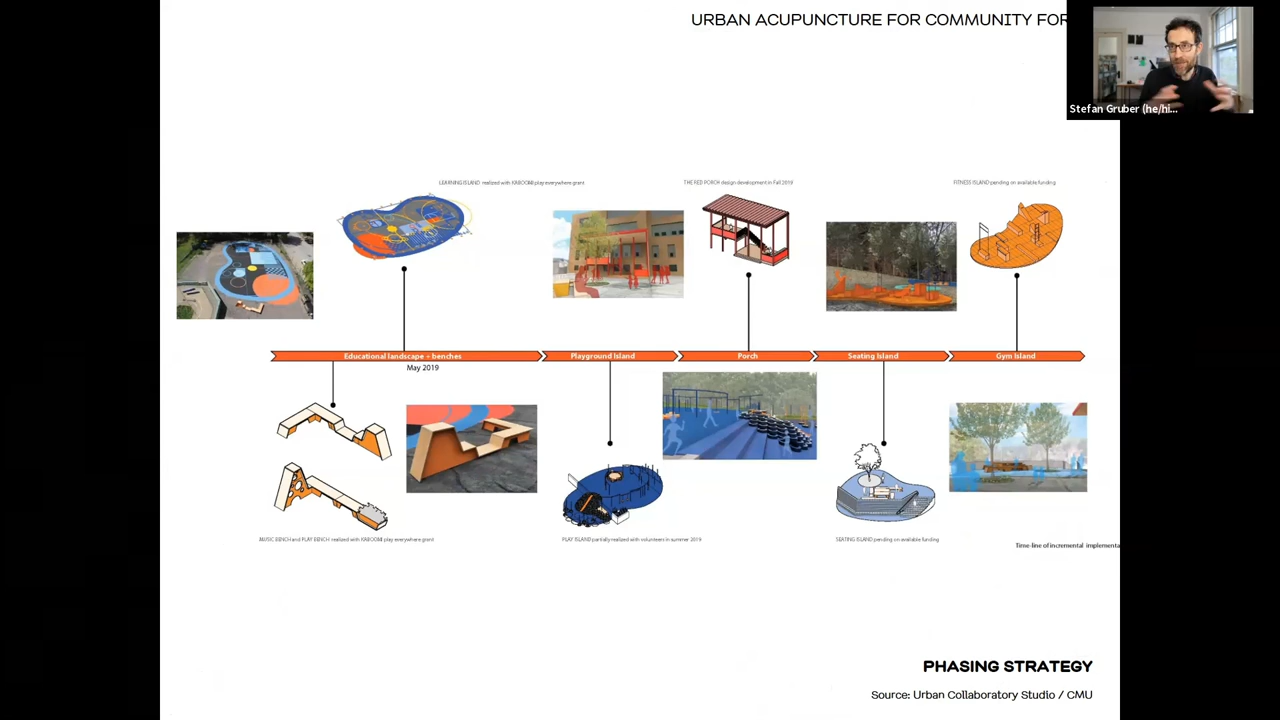 URBAN ACUPUNCTURE FOR COMMUNITY FOR
Stefan Gruber (he/hi...
LEARNING ISLAND realized with KABOOM! play everywhere grant
THE RED PORCH design development in Fall 2019
FITNESS ISLAND pending on available funding
Educational landscape + benches
Playground Island
Porch
Seating Island
Gym Island
May 2019
MUSIC BENCH and PLAY BENCH realized with KABOOM! play everywhere grant
PLAY ISLAND partially realized with volunteers in summer 2019
SEATING ISLAND pending on available funding
Time-line of incremental implementa
PHASING STRATEGY
Source: Urban Collaboratory Studio / CMU